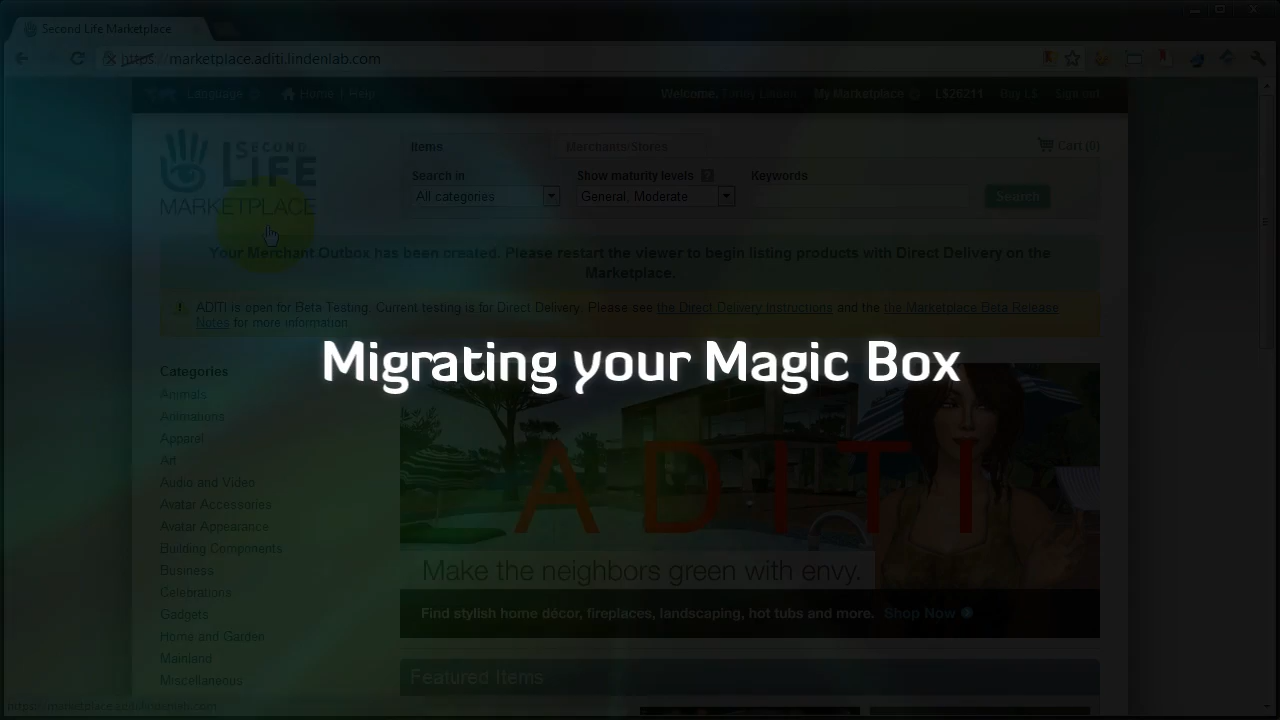 Second Life Marketplace
https://marketplace.aditi.lindenlab.com
Language Home | Help Welcome, My Marketplace L$26211 Buy L$ Sign out
SECOND
LIFE
MARKETPLACE
Items Merchants/Stores Cart (0)
Search in Show maturity levels ? Keywords
All categories General, Moderate Search
Your Merchant Outbox has been created. Please restart the viewer to begin listing products with Direct Delivery on the
Marketplace.
ADITI is open for Beta Testing. Current testing is for Direct Delivery. Please see the Direct Delivery Instructions and the the Marketplace Beta Release
Notes for more information.
Migrating your Magic Box
Categories
Animals
Animations
Apparel
Art
Audio and Video
Avatar Accessories
Avatar Appearance
Building Components
Business
Celebrations
Gadgets
Home and Garden
Mainland
Miscellaneous
ADITI
Make the neighbors green with envy.
Find stylish home décor, fireplaces, landscaping, hot tubs and more. Shop Now
Featured Items
https://marketplace.aditi.lindenlab.com